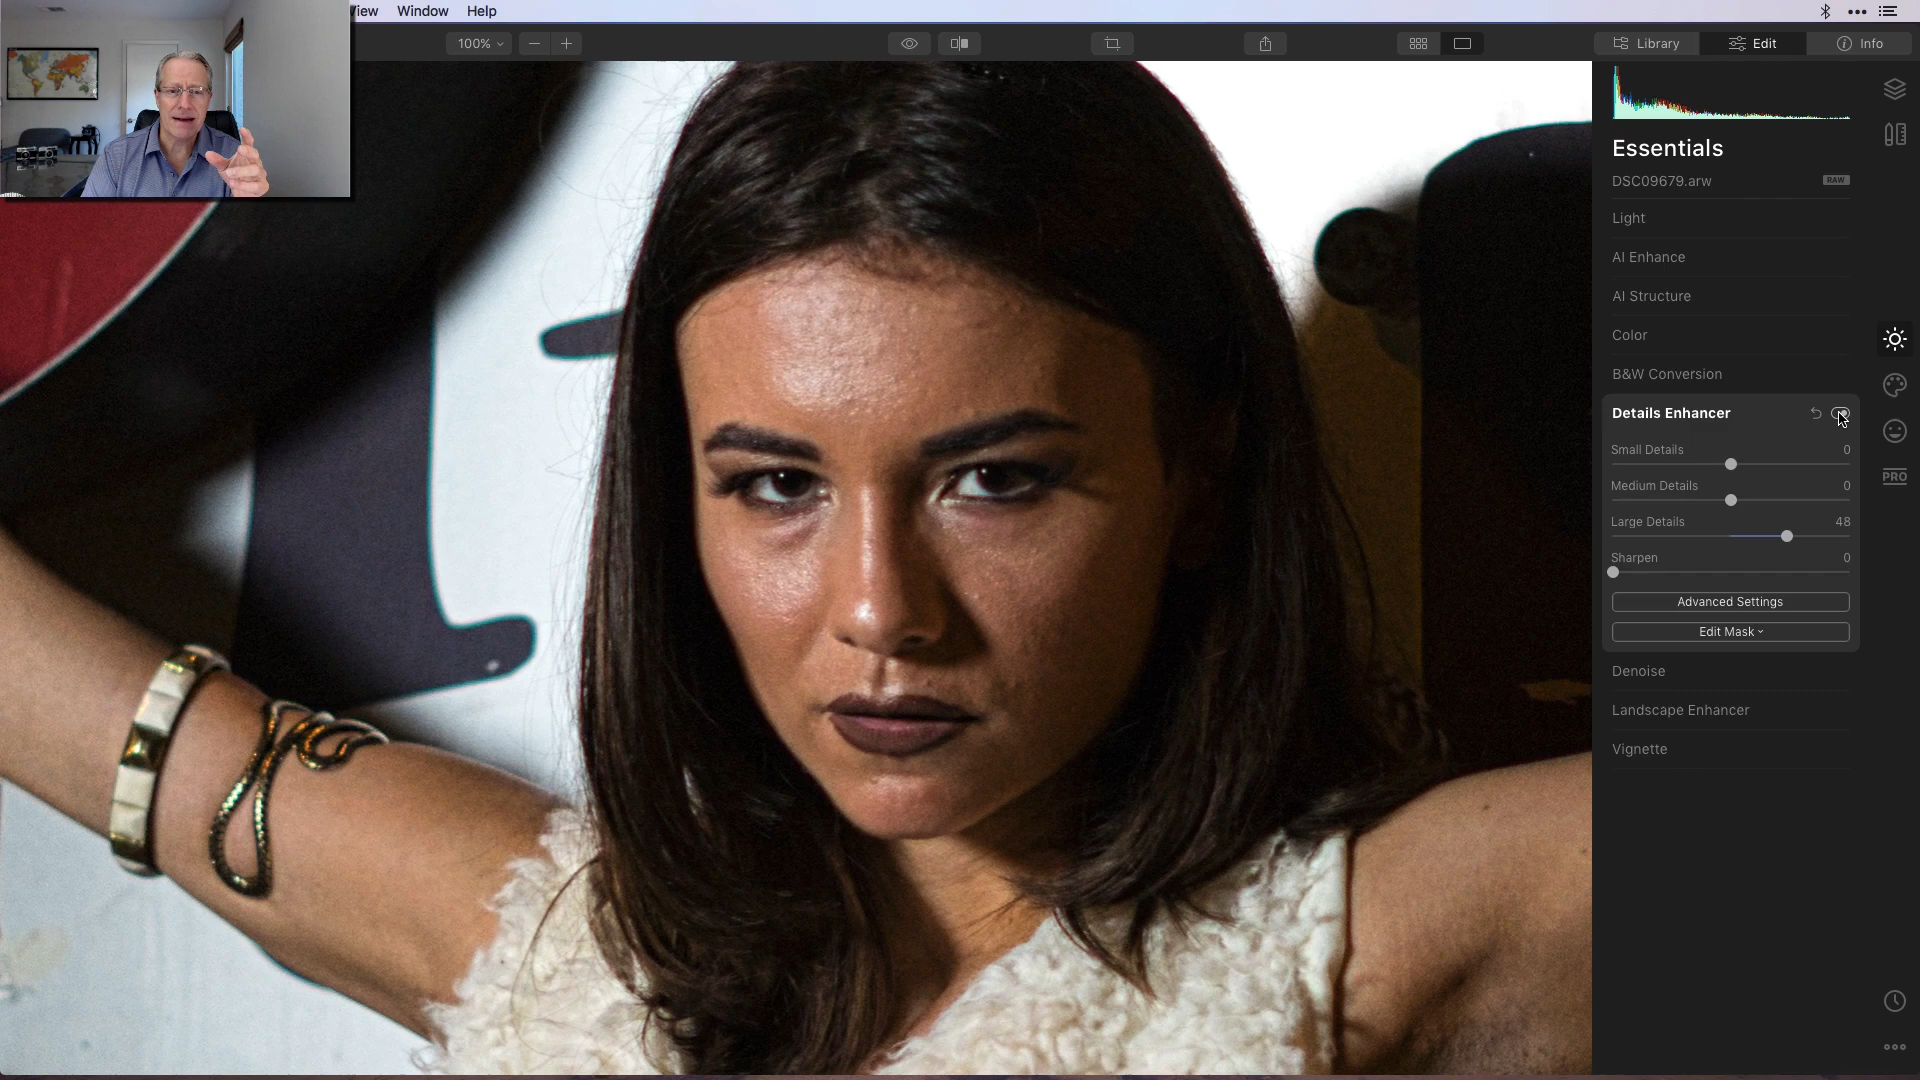 View Window Help
100%
Library Edit Info
Essentials
DSC09679.arw RAW
Light
AI Enhance
AI Structure
Color
B&W Conversion
Details Enhancer
Small Details 0
Medium Details 0
Large Details 48
Sharpen 0
Advanced Settings
Edit Mask
Denoise
Landscape Enhancer
Vignette
PRO